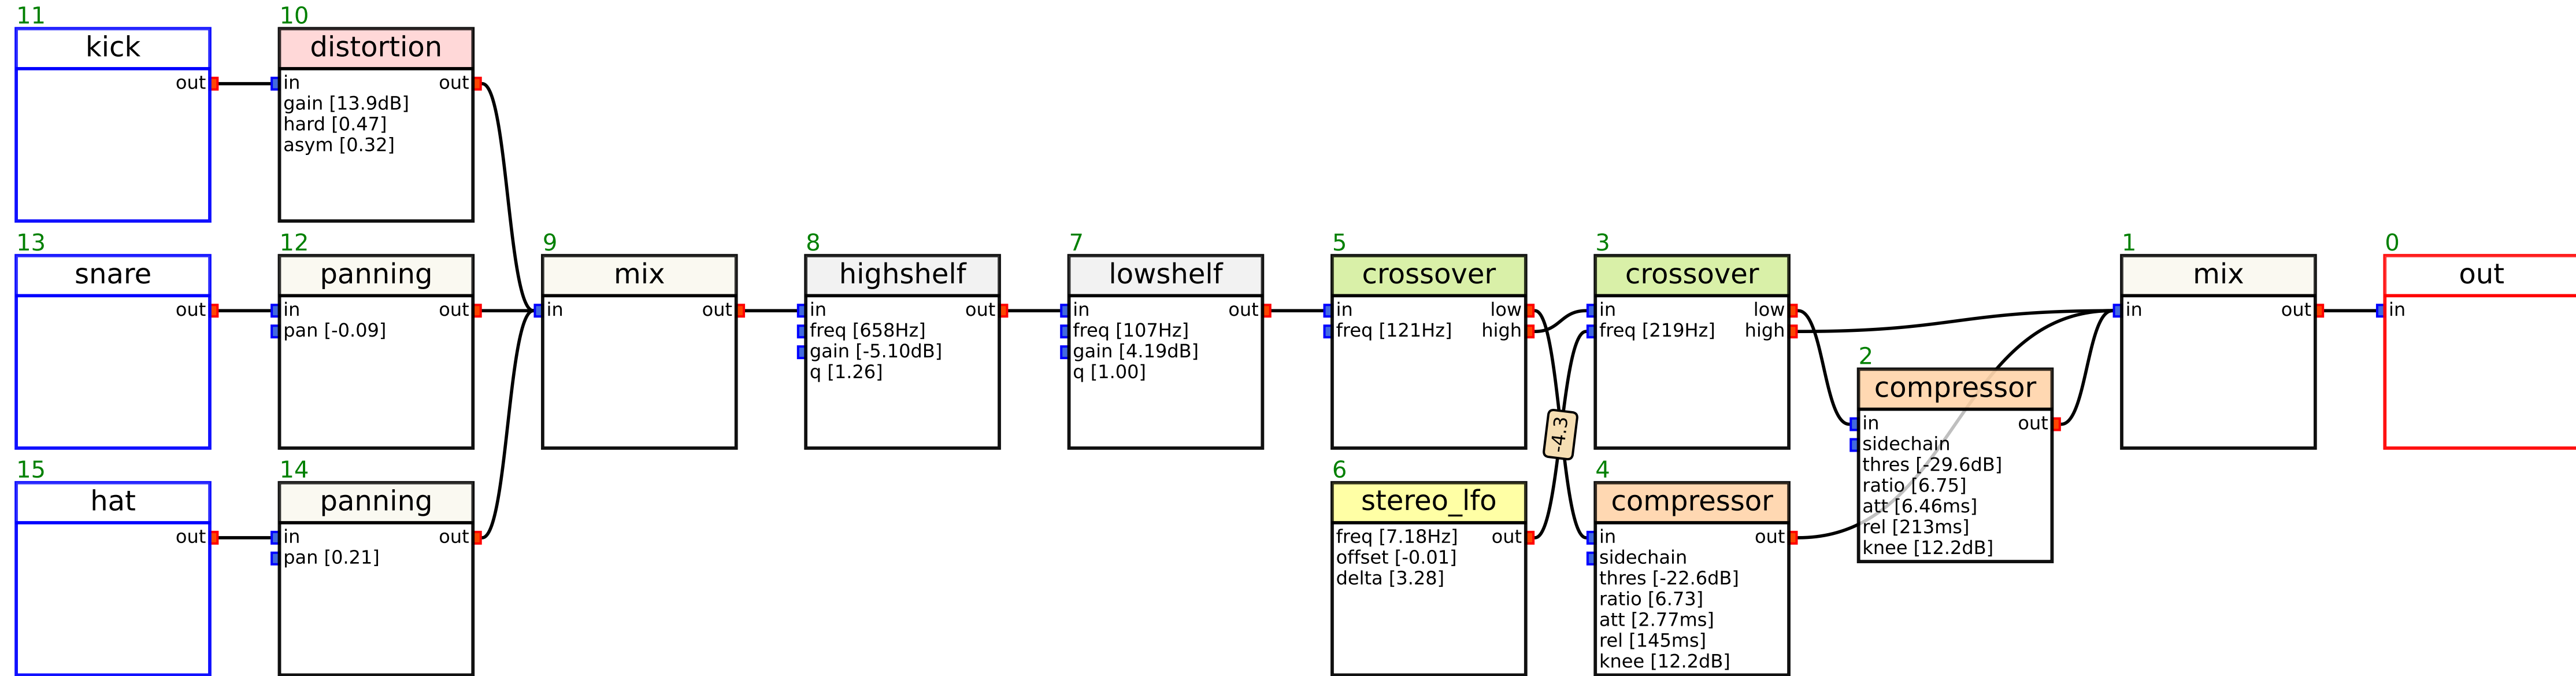 11
kick
out
10
distortion
in out
gain [13.9dB]
hard [0.47]
asym [0.32]
13
snare
out
12
panning
in out
pan [-0.09]
15
hat
out
14
panning
in out
pan [0.21]
9
mix
in out
8
highshelf
in out
freq [658Hz]
gain [-5.10dB]
q [1.26]
7
lowshelf
in out
freq [107Hz]
gain [4.19dB]
q [1.00]
5
crossover
in low
freq [121Hz] high
6
stereo_lfo
freq [7.18Hz] out
offset [-0.01]
delta [3.28]
-4.3
3
crossover
in low
freq [219Hz] high
4
compressor
in out
sidechain
thres [-22.6dB]
ratio [6.73]
att [2.77ms]
rel [145ms]
knee [12.2dB]
2
compressor
in out
sidechain
thres [-29.6dB]
ratio [6.75]
att [6.46ms]
rel [213ms]
knee [12.2dB]
1
mix
in out
0
out
in